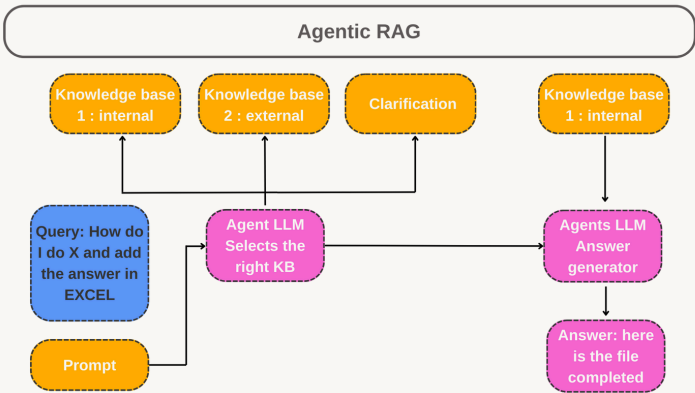 Agentic RAG
Knowledge base
1 : internal
Knowledge base
2 : external
Clarification
Knowledge base
1 : internal
Query: How do
I do X and add
the answer in
EXCEL
Agent LLM
Selects the
right KB
Agents LLM
Answer
generator
Prompt
Answer: here
is the file
completed